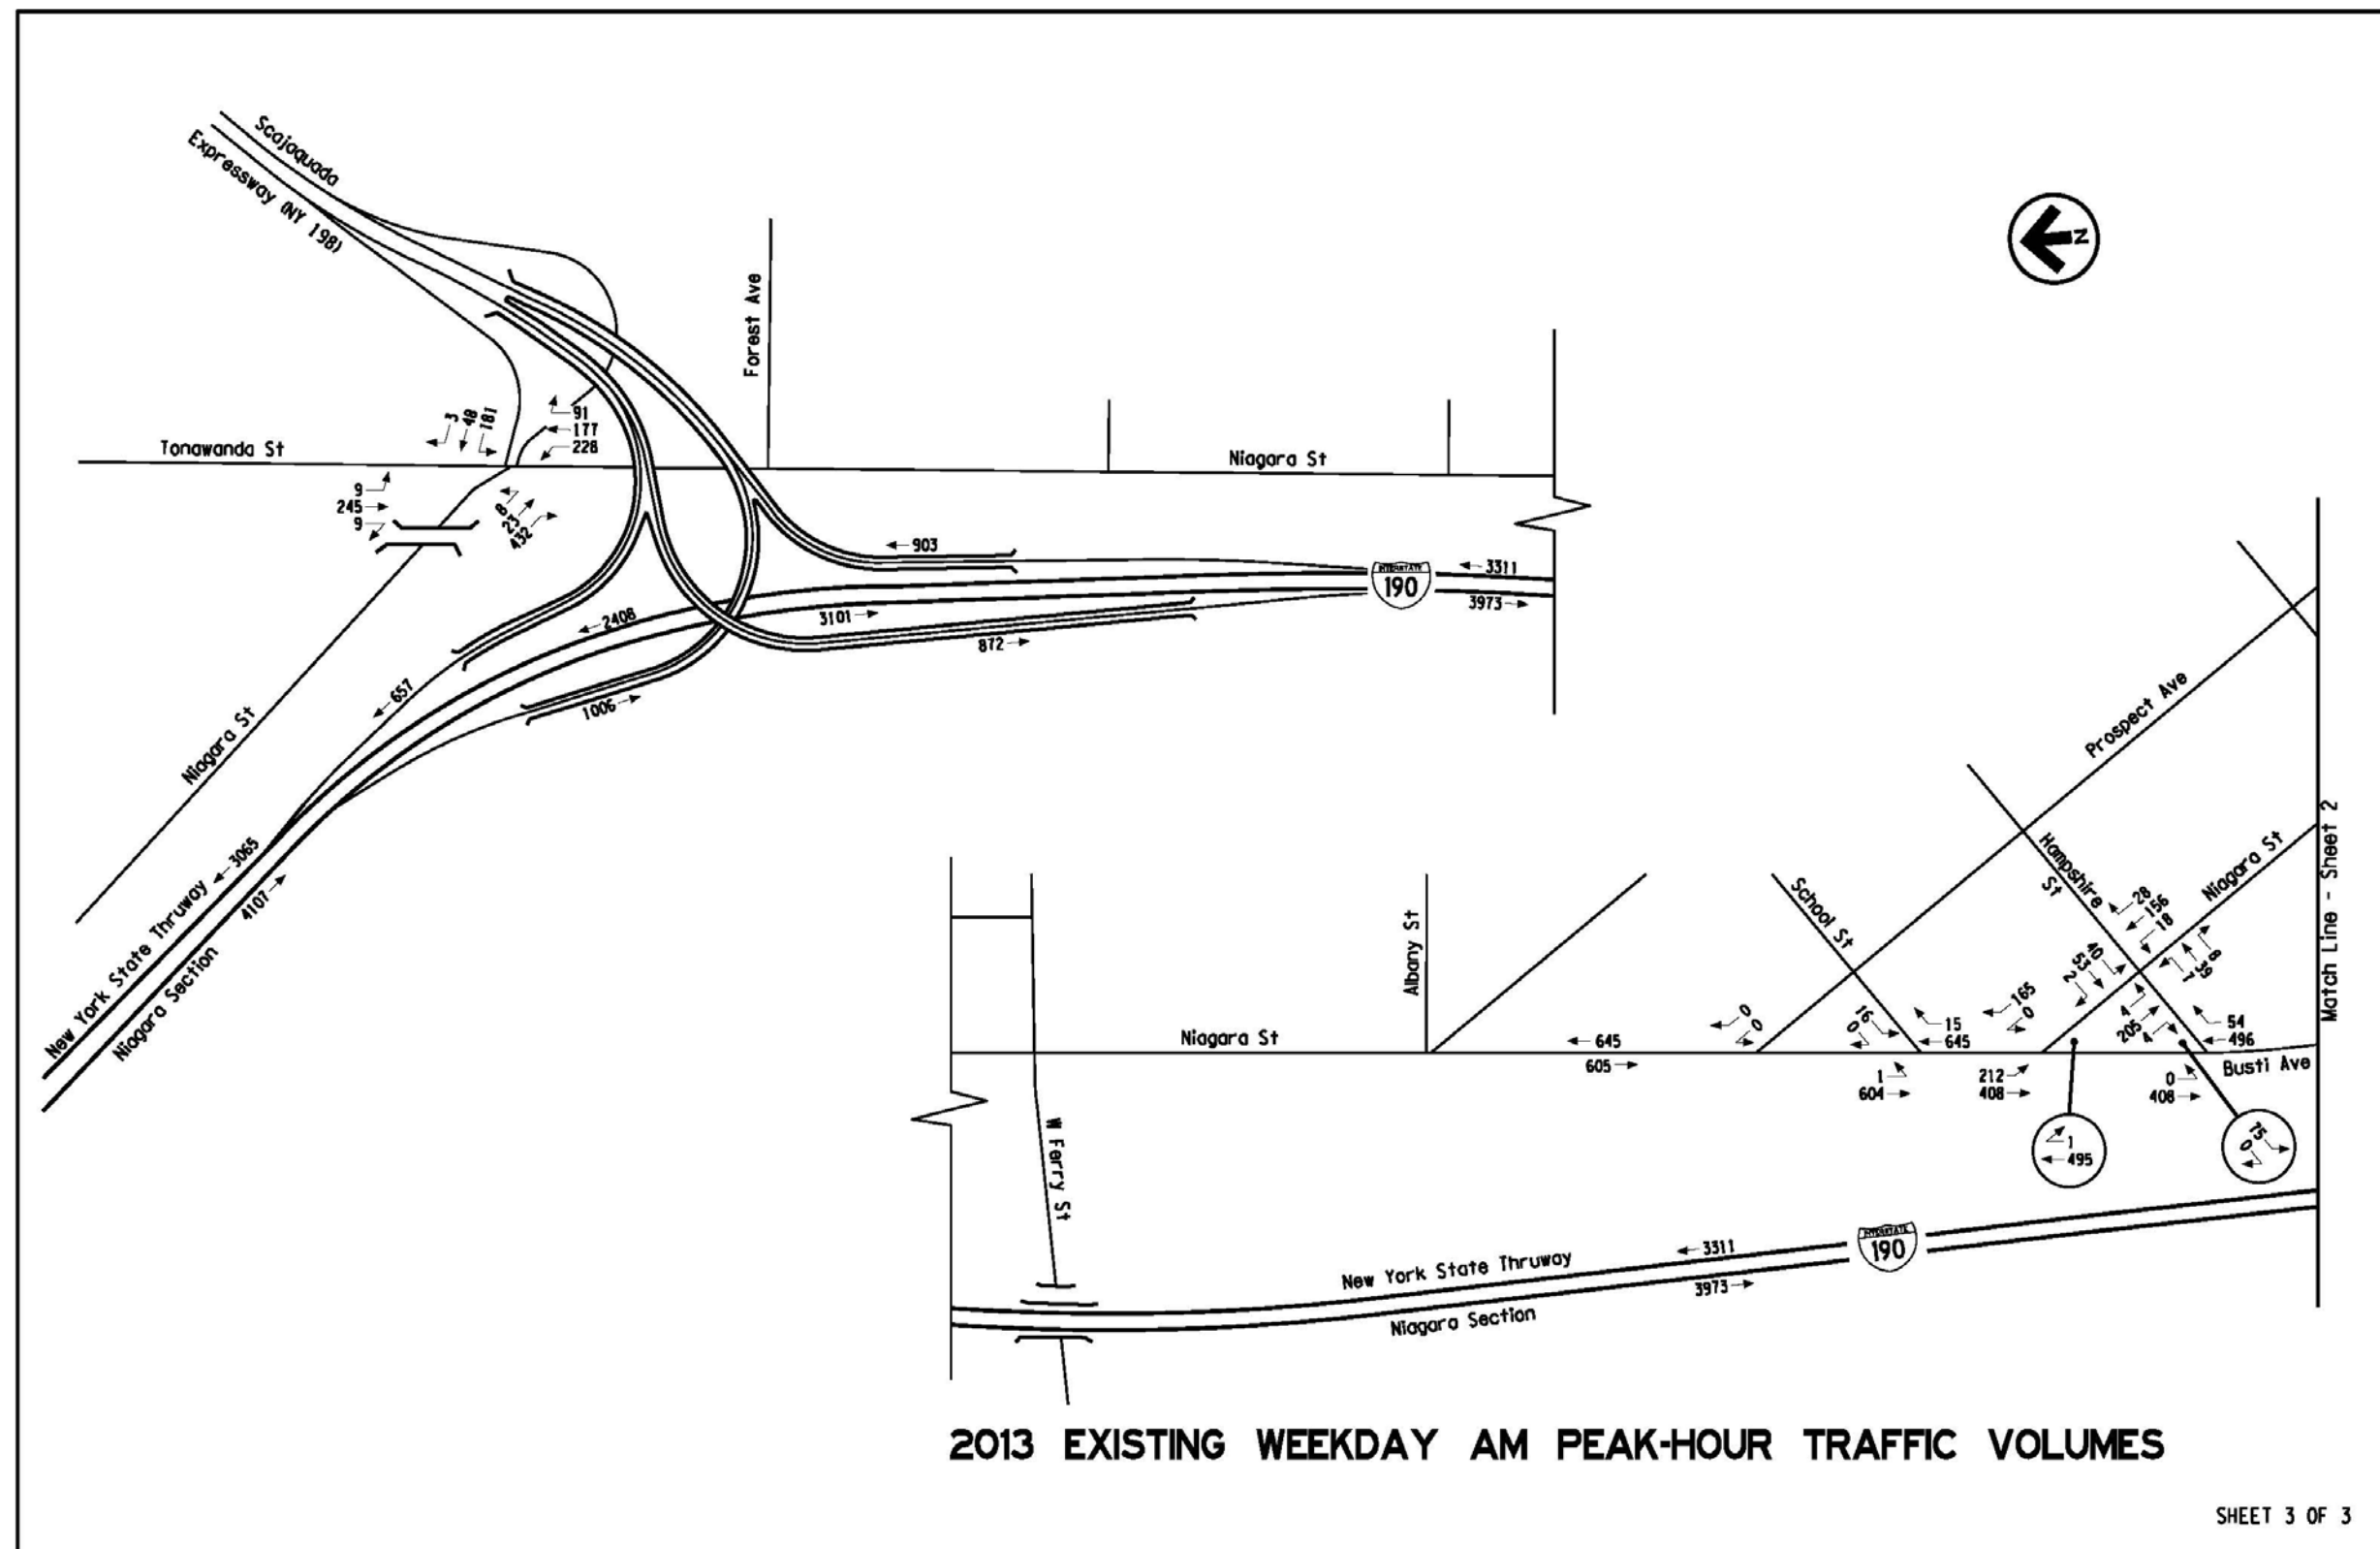 Scajaquada
Expressway (NY 198)
Forest Ave
N
Tonawanda St
3
48
181
91
177
228
Niagara St
9
245
9
8
23
432
903
INTERSTATE
190
3311
3973
2408
3101
872
657
1006
Niagara St
3065
4107
New York State Thruway
Niagara Section
Prospect Ave
Hampshire
St
Niagara St
Match Line - Sheet 2
28
156
18
40
53
2
8
39
7
4
205
4
School St
Albany St
Niagara St
645
605
0
0
16
0
15
645
165
0
54
496
Busti Ave
1
604
212
408
0
408
1
495
75
0
W Ferry St
New York State Thruway
Niagara Section
3311
3973
INTERSTATE
190
2013 EXISTING WEEKDAY AM PEAK-HOUR TRAFFIC VOLUMES
SHEET 3 OF 3